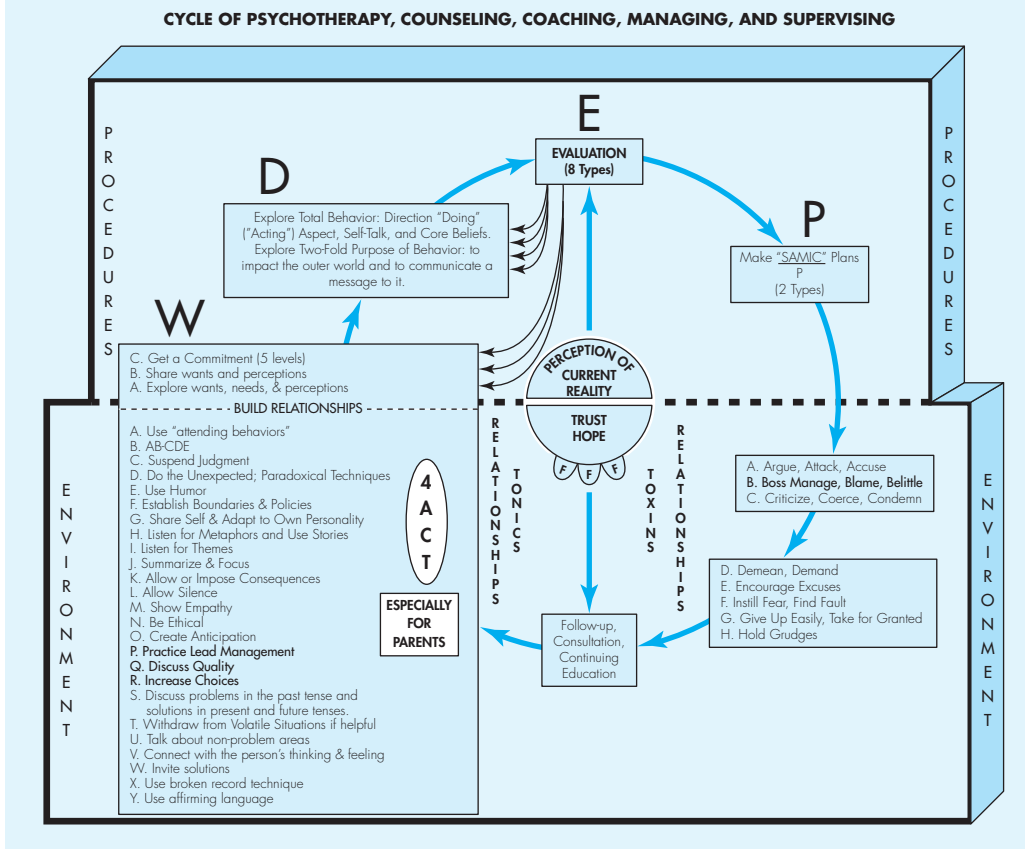 CYCLE OF PSYCHOTHERAPY, COUNSELING, COACHING, MANAGING, AND SUPERVISING
PROCEDURES
PROCEDURES
E
EVALUATION
(8 Types)
D
Explore Total Behavior: Direction "Doing"
("Acting") Aspect, Self-Talk, and Core Beliefs.
Explore Two-Fold Purpose of Behavior: to
impact the outer world and to communicate a
message to it.
P
Make "SAMIC" Plans
P
(2 Types)
W
C. Get a Commitment (5 levels)
B. Share wants and perceptions
A. Explore wants, needs, & perceptions
BUILD RELATIONSHIPS
A. Use "attending behaviors"
B. AB-CDE
C. Suspend Judgment
D. Do the Unexpected; Paradoxical Techniques
E. Use Humor
F. Establish Boundaries & Policies
G. Share Self & Adapt to Own Personality
H. Listen for Metaphors and Use Stories
I. Listen for Themes
J. Summarize & Focus
K. Allow or Impose Consequences
L. Allow Silence
M. Show Empathy
N. Be Ethical
O. Create Anticipation
P. Practice Lead Management
Q. Discuss Quality
R. Increase Choices
S. Discuss problems in the past tense and
solutions in present and future tenses.
T. Withdraw from Volatile Situations if helpful
U. Talk about non-problem areas
V. Connect with the person's thinking & feeling
W. Invite solutions
X. Use broken record technique
Y. Use affirming language
4
A
C
T
ESPECIALLY
FOR
PARENTS
PERCEPTION OF
CURRENT
REALITY
TRUST
HOPE
F F F
RELATIONSHIPS
TONICS
TOXINS
RELATIONSHIPS
A. Argue, Attack, Accuse
B. Boss Manage, Blame, Belittle
C. Criticize, Coerce, Condemn
D. Demean, Demand
E. Encourage Excuses
F. Instill Fear, Find Fault
G. Give Up Easily, Take for Granted
H. Hold Grudges
Follow-up,
Consultation,
Continuing
Education
ENVIRONMENT
ENVIRONMENT